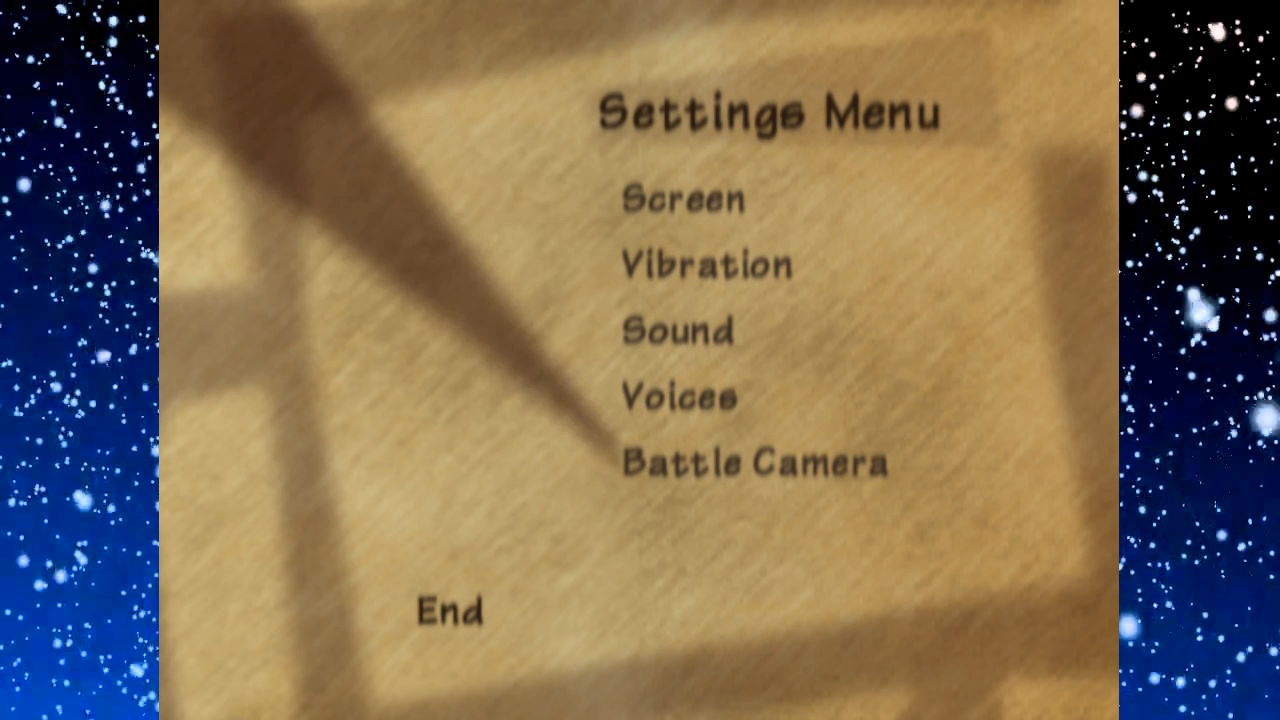 Settings Menu
Screen
Vibration
Sound
Voices
Battle Camera
End